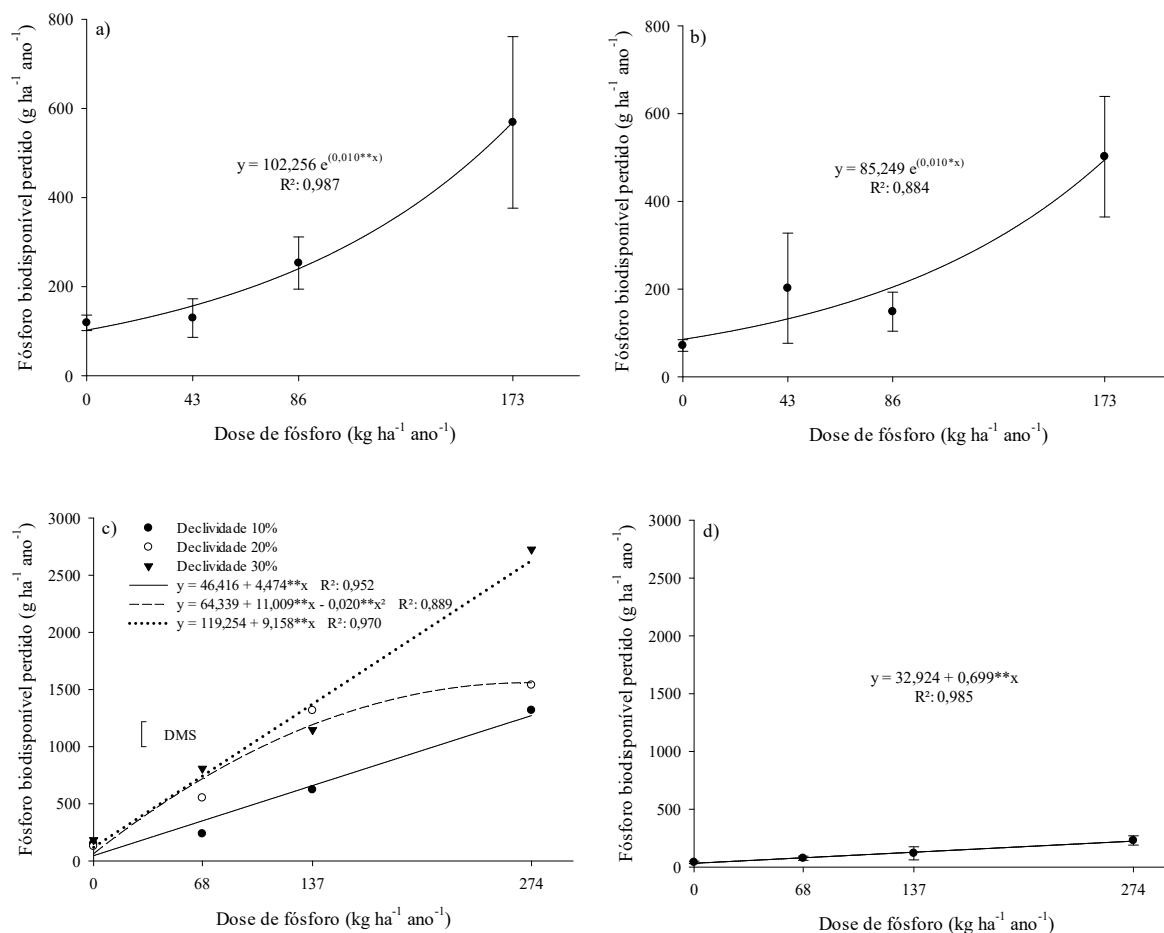 a)
Fósforo biodisponível perdido (g ha⁻¹ ano⁻¹)
800
600
400
200
0
y = 102,256 e^(0,010**x)
R²: 0,987
0 43 86 173
Dose de fósforo (kg ha⁻¹ ano⁻¹)
b)
Fósforo biodisponível perdido (g ha⁻¹ ano⁻¹)
800
600
400
200
0
y = 85,249 e^(0,010*x)
R²: 0,884
0 43 86 173
Dose de fósforo (kg ha⁻¹ ano⁻¹)
c)
Fósforo biodisponível perdido (g ha⁻¹ ano⁻¹)
3000
2500
2000
1500
1000
500
0
Declividade 10%
Declividade 20%
Declividade 30%
y = 46,416 + 4,474**x R²: 0,952
y = 64,339 + 11,009**x - 0,020**x² R²: 0,889
y = 119,254 + 9,158**x R²: 0,970
DMS
0 68 137 274
Dose de fósforo (kg ha⁻¹ ano⁻¹)
d)
Fósforo biodisponível perdido (g ha⁻¹ ano⁻¹)
3000
2500
2000
1500
1000
500
0
y = 32,924 + 0,699**x
R²: 0,985
0 68 137 274
Dose de fósforo (kg ha⁻¹ ano⁻¹)